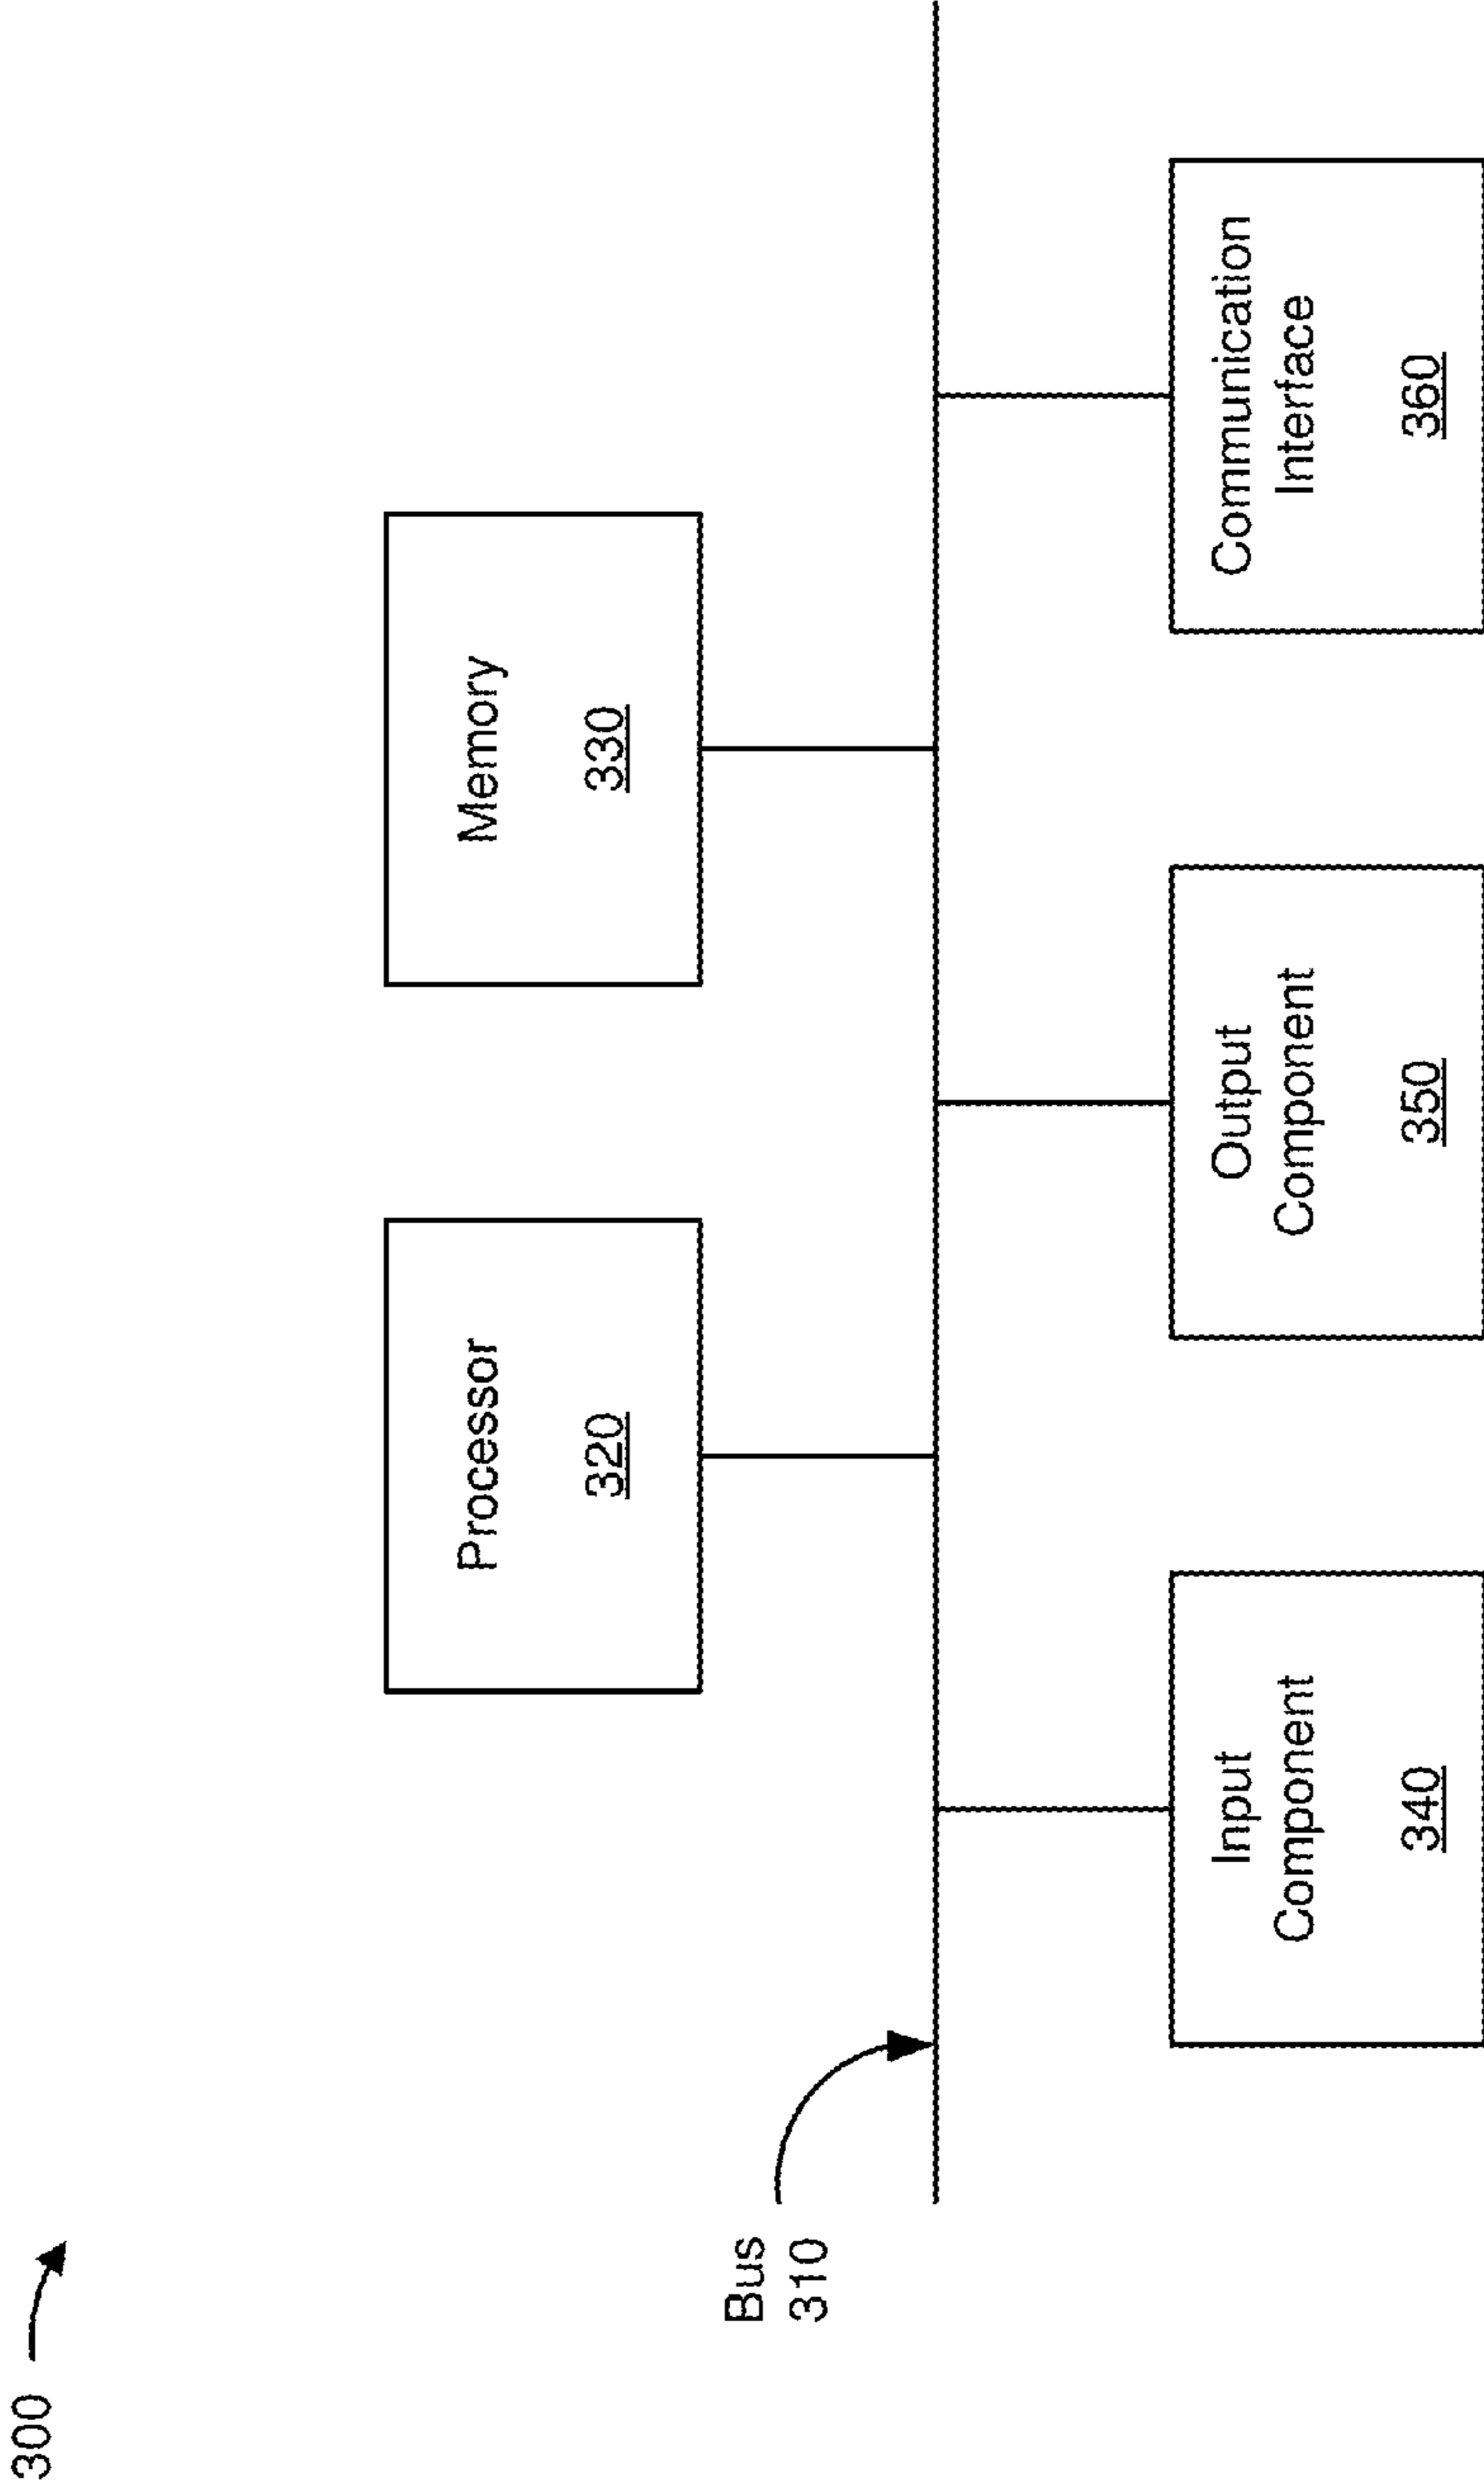 300
Processor
320
Memory
330
Bus
310
Input
Component
340
Output
Component
350
Communication
Interface
360